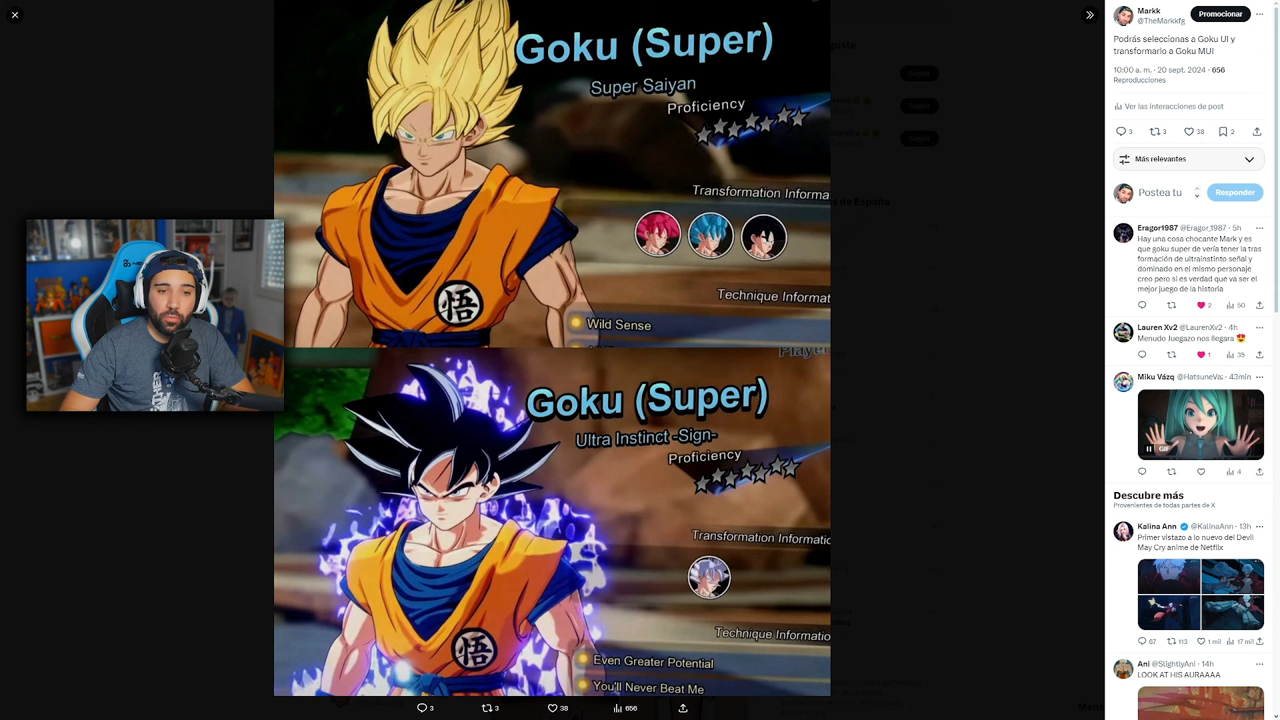 Goku (Super)
Super Saiyan
Proficiency
Transformation Informa
Technique Informat
Wild Sense
Player
Goku (Super)
Ultra Instinct -Sign-
Proficiency
Transformation Informatio
Technique Informatio
Even Greater Potential
You'll Never Beat Me
3
3
38
656
Markk
@TheMarkkfg
Promocionar
Podrás seleccionas a Goku UI y
transformarlo a Goku MUI
10:00 a. m. · 20 sept. 2024 · 656
Reproducciones
Ver las interacciones de post
3
3
38
2
Más relevantes
Postea tu
Responder
Eragor1987 @Eragor_1987 · 5h
Hay una cosa chocante Mark y es
que goku super de vería tener la tras
formación de ultrainstinto señal y
dominado en el mismo personaje
creo pero si es verdad que va ser el
mejor juego de la historia
2
50
Lauren Xv2 @LaurenXv2 · 4h
Menudo Juegazo nos llegara 😍
1
35
Miku Vázq @HatsuneVa: · 43min
GIF
4
Descubre más
Provenientes de todas partes de X
Kalina Ann @KalinaAnn · 13h
Primer vistazo a lo nuevo del Devil
May Cry anime de Netflix
67
113
1 mil
17 mil
Ani @SlightlyAni · 14h
LOOK AT HIS AURAAAA